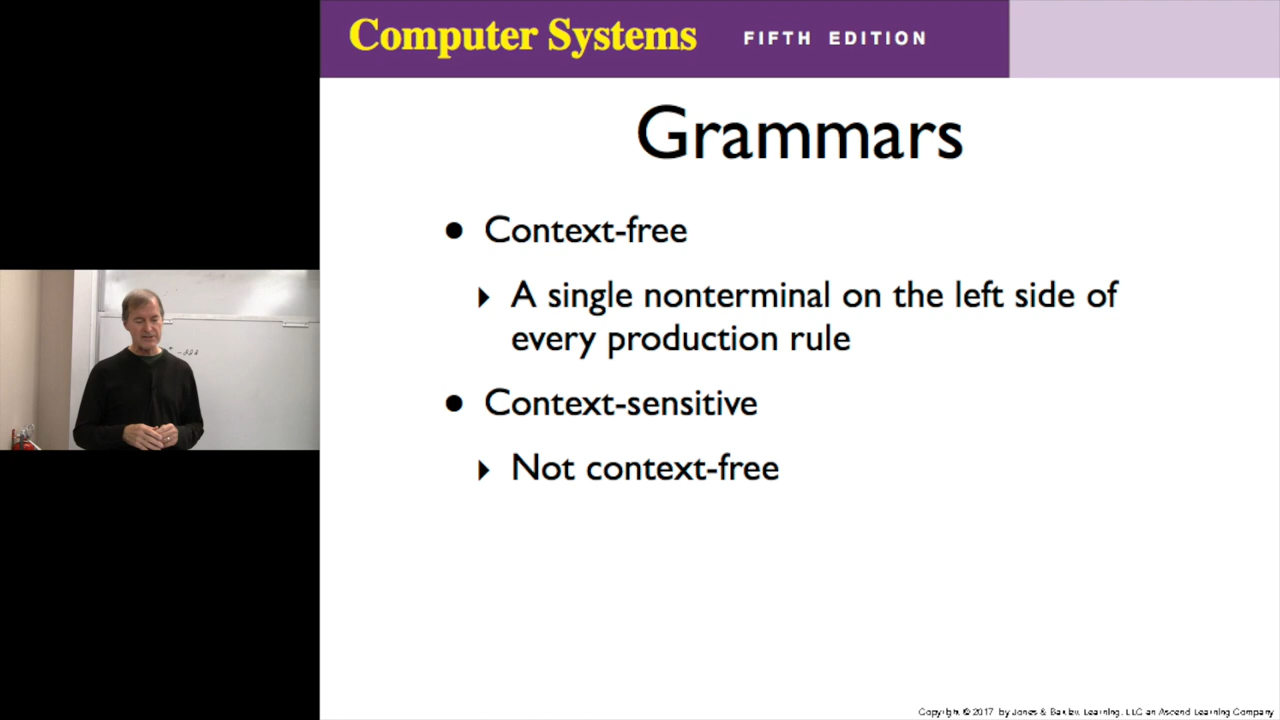 Computer Systems FIFTH EDITION
Grammars
• Context-free
‣ A single nonterminal on the left side of
every production rule
• Context-sensitive
‣ Not context-free
Copyright © 2017 by Jones & Bartlett Learning, LLC an Ascend Learning Company